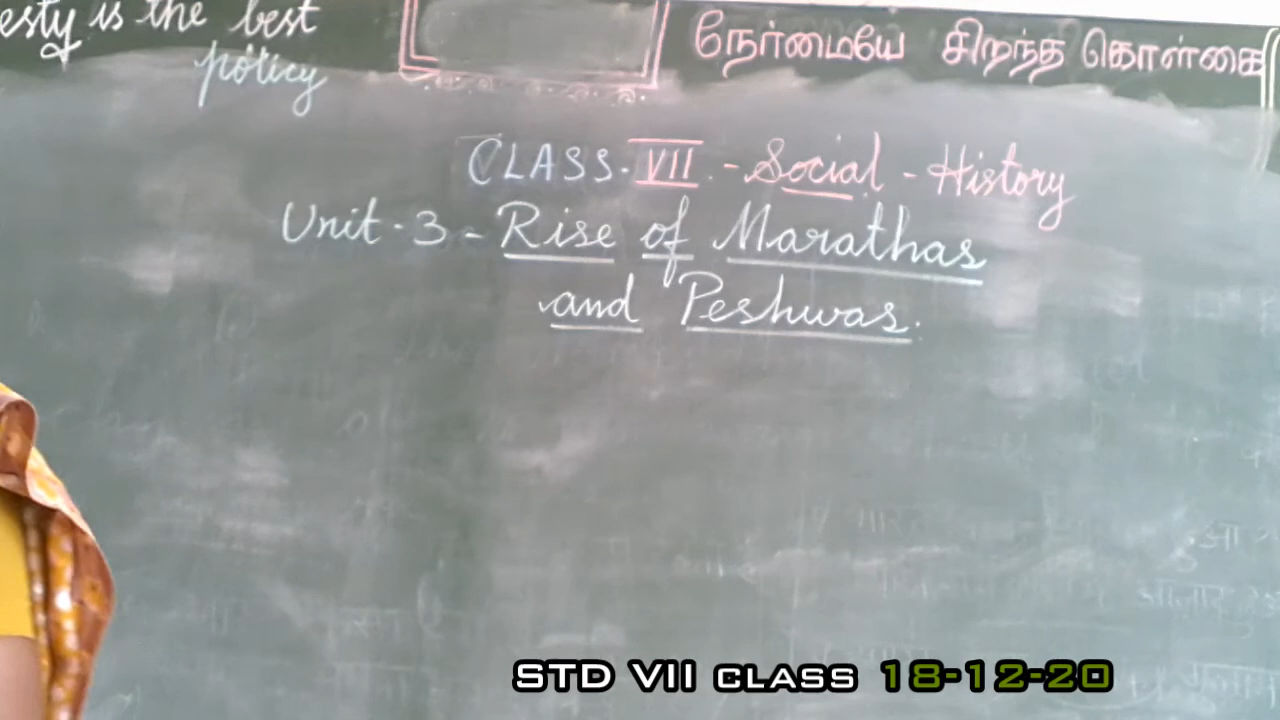 esty is the best
policy
நேர்மையே சிறந்த கொள்கை
CLASS. VII. - Social - History
Unit. 3 - Rise of Marathas
and Peshwas.
STD VII CLASS 18-12-20